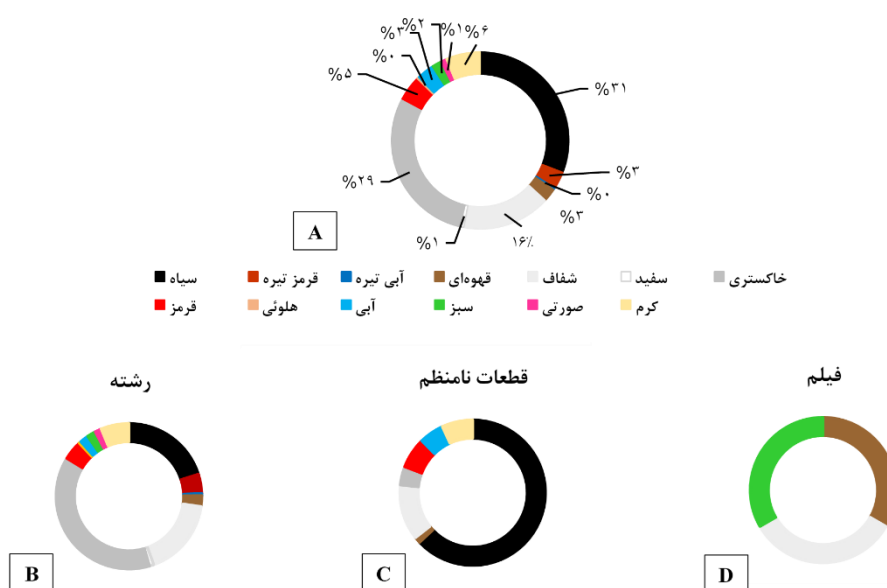 %۳۱
%۳
%۰
%۳
۱۶٪
%۱
%۲۹
%۵
%۰
%۳
%۲
%۱
%۶
A
سیاه قرمز تیره آبی تیره قهوه‌ای شفاف سفید خاکستری
قرمز هلوئی آبی سبز صورتی کرم
رشته
قطعات نامنظم
فیلم
B
C
D